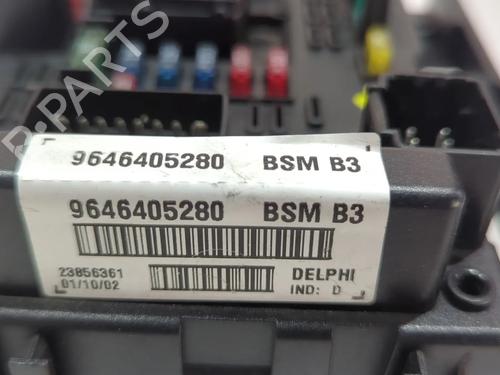 9646405280 BSM B3
9646405280 BSM B3
23856361 DELPHI
01/10/02 IND: D
B-PARTS